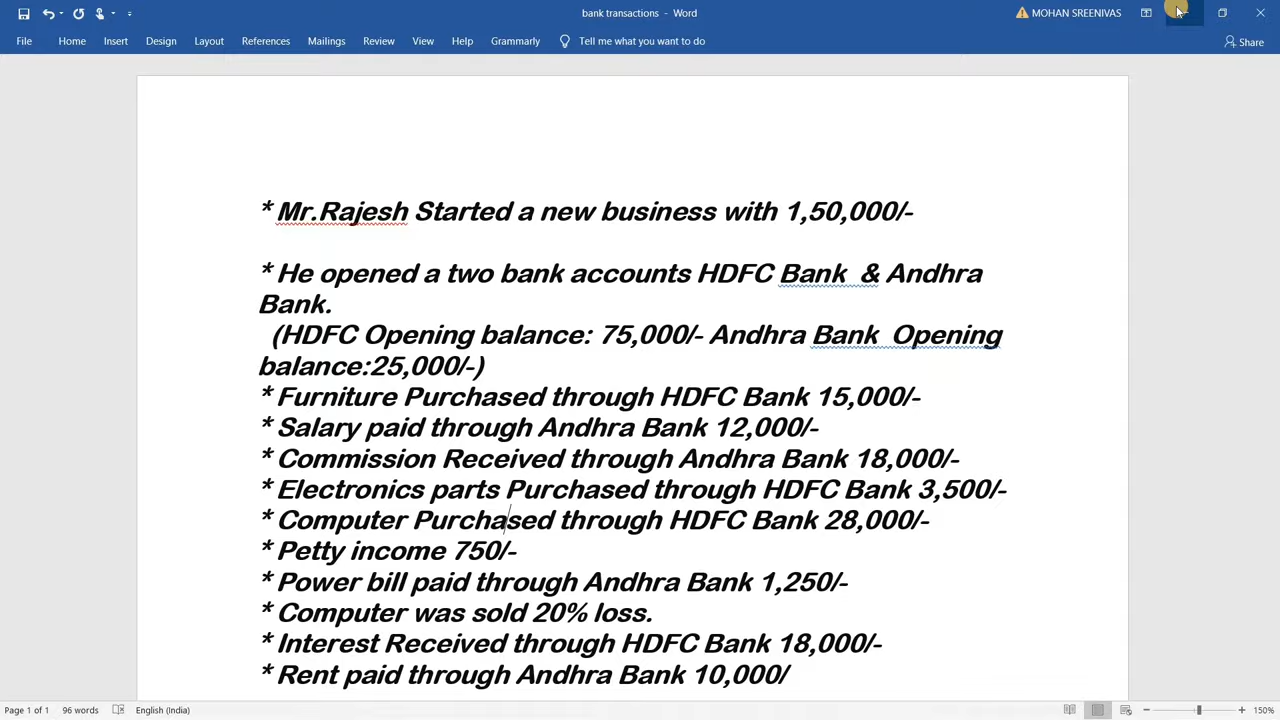 bank transactions - Word
MOHAN SREENIVAS
File Home Insert Design Layout References Mailings Review View Help Grammarly Tell me what you want to do Share
* Mr.Rajesh Started a new business with 1,50,000/-
* He opened a two bank accounts HDFC Bank & Andhra
Bank.
(HDFC Opening balance: 75,000/- Andhra Bank Opening
balance:25,000/-)
* Furniture Purchased through HDFC Bank 15,000/-
* Salary paid through Andhra Bank 12,000/-
* Commission Received through Andhra Bank 18,000/-
* Electronics parts Purchased through HDFC Bank 3,500/-
* Computer Purchased through HDFC Bank 28,000/-
* Petty income 750/-
* Power bill paid through Andhra Bank 1,250/-
* Computer was sold 20% loss.
* Interest Received through HDFC Bank 18,000/-
* Rent paid through Andhra Bank 10,000/
Page 1 of 1 96 words English (India) 150%